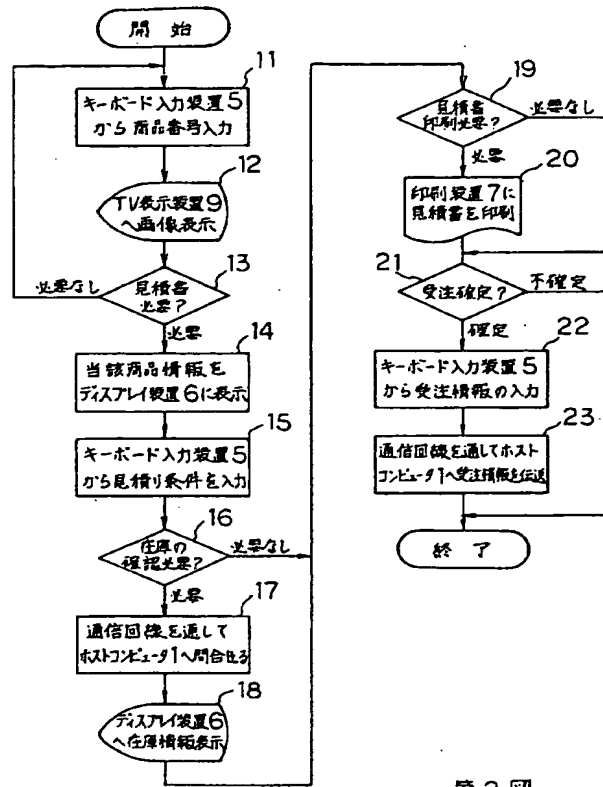 開始
11
キーボード入力装置5
から商品番号入力
12
TV表示装置9
へ画像表示
13
見積書
必要?
必要なし
必要
14
当該商品情報を
ディスプレイ装置6に表示
15
キーボード入力装置5
から見積り条件を入力
16
在庫の
確認必要?
必要なし
必要
17
通信回線を通して
ホストコンピュータ1へ問合せる
18
ディスプレイ装置6
へ在庫情報表示
19
見積書
印刷必要?
必要なし
必要
20
印刷装置7に
見積書を印刷
21
受注確定?
不確定
確定
22
キーボード入力装置5
から受注情報の入力
23
通信回線を通してホスト
コンピュータ1へ受注情報を伝送
終了